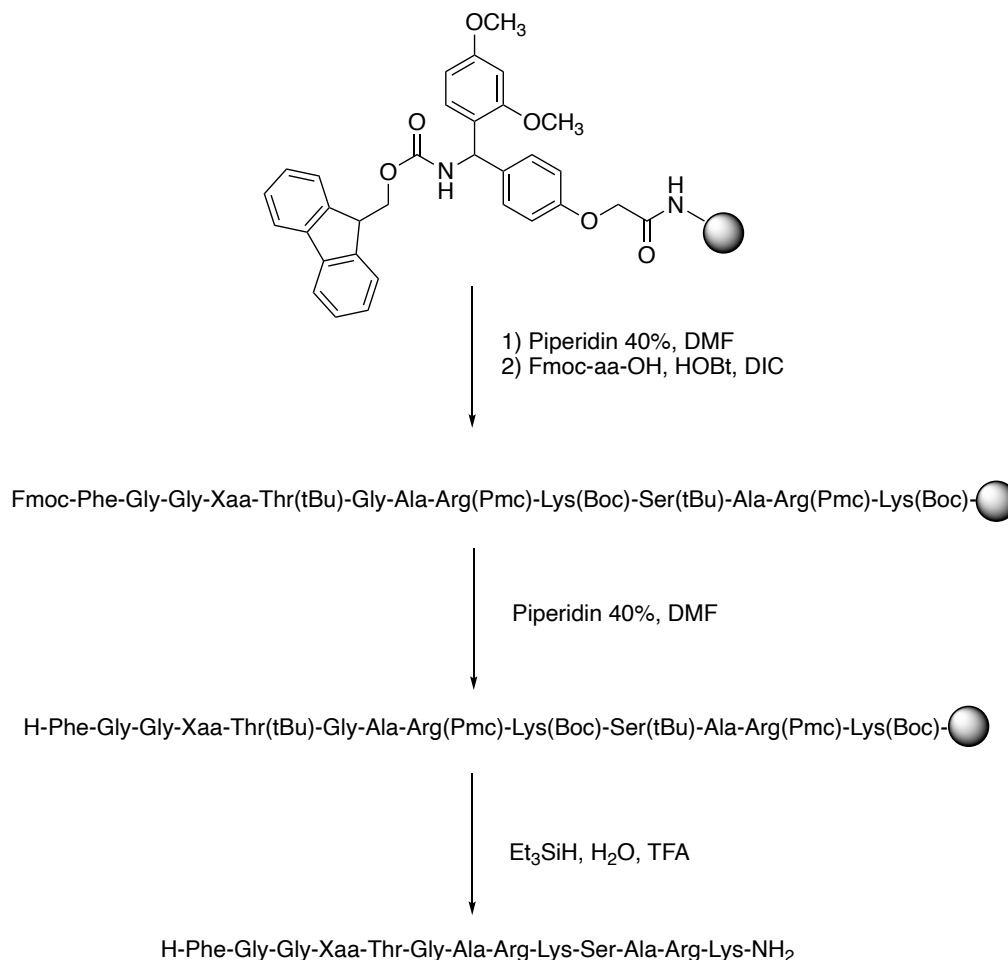 OCH3
OCH3
O
O
N
H
O
H
N
O
1) Piperidin 40%, DMF
2) Fmoc-aa-OH, HOBt, DIC
Fmoc-Phe-Gly-Gly-Xaa-Thr(tBu)-Gly-Ala-Arg(Pmc)-Lys(Boc)-Ser(tBu)-Ala-Arg(Pmc)-Lys(Boc)-
Piperidin 40%, DMF
H-Phe-Gly-Gly-Xaa-Thr(tBu)-Gly-Ala-Arg(Pmc)-Lys(Boc)-Ser(tBu)-Ala-Arg(Pmc)-Lys(Boc)-
Et3SiH, H2O, TFA
H-Phe-Gly-Gly-Xaa-Thr-Gly-Ala-Arg-Lys-Ser-Ala-Arg-Lys-NH2